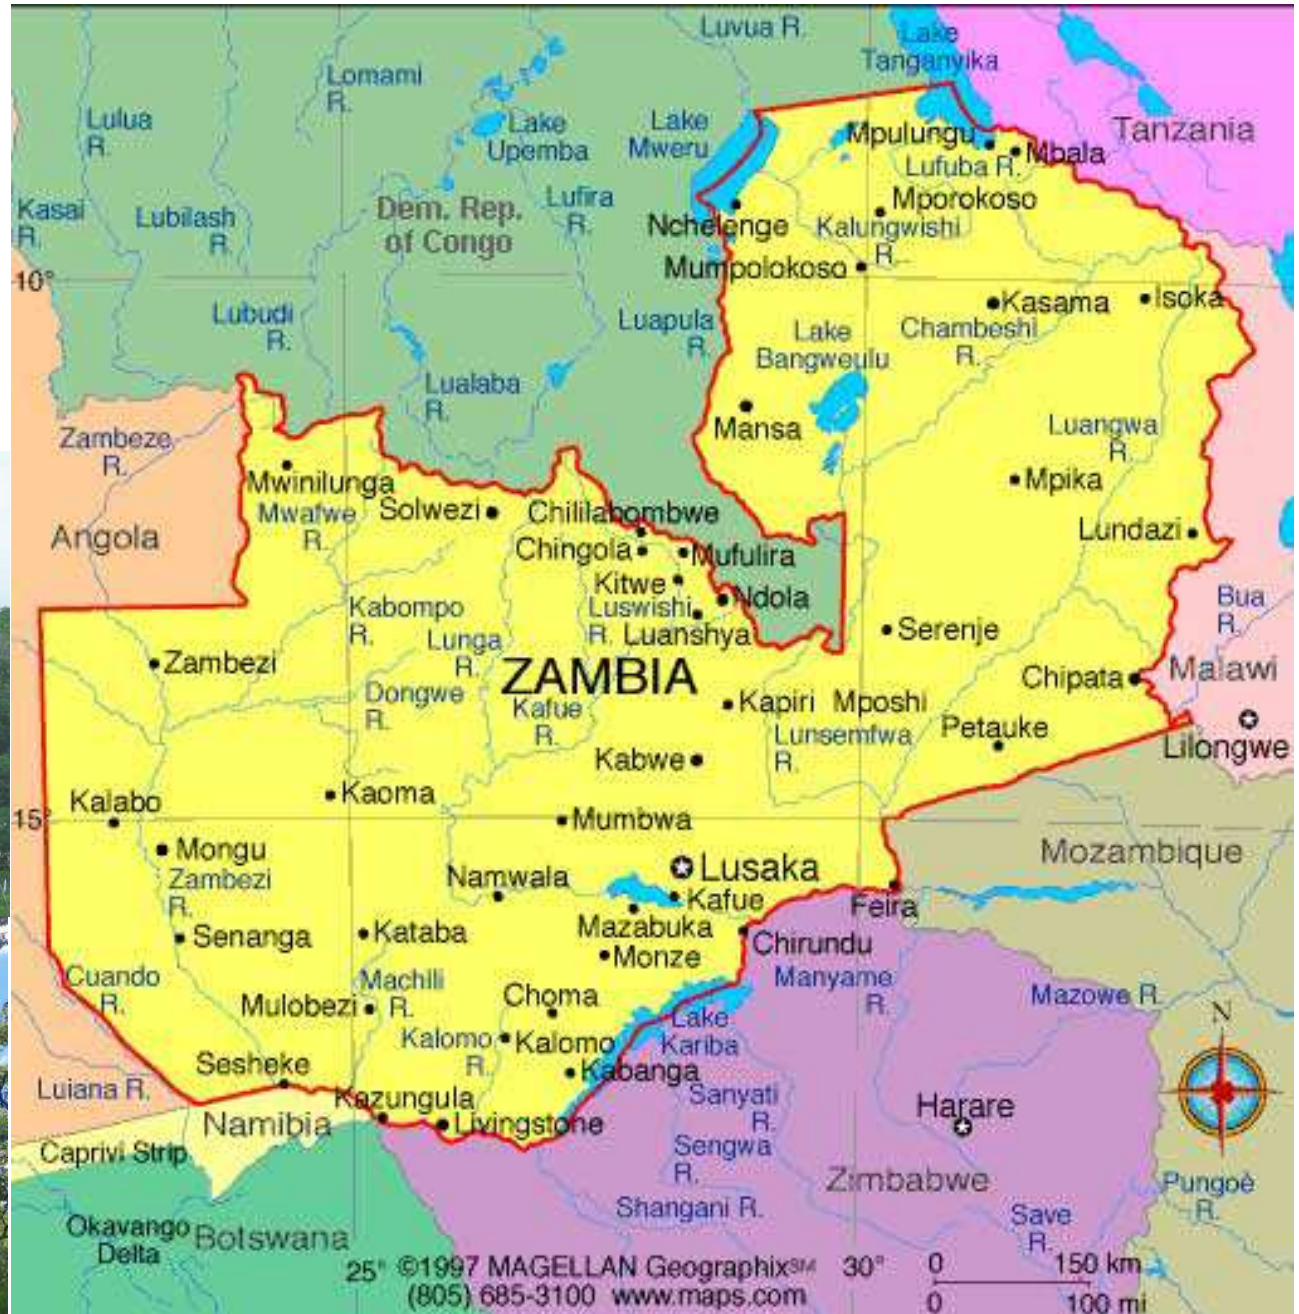 Luvua R.
Lake
Tanganyika
Lomami
R.
Lulua
R.
Lake
Upemba
Lake
Mweru
Mpulungu
Tanzania
Lufuba R.
Mbala
Kasai
R.
Lubilash
R.
Dem. Rep.
of Congo
Lufira
R.
Nchelenge
Mporokoso
Kalungwishi
R.
Mumpolokoso
10°
Lubudi
R.
Luapula
R.
Lake
Bangweulu
Kasama
Isoka
Chambeshi
R.
Lualaba
R.
Mansa
Luangwa
R.
Zambeze
R.
Mwinilunga
Mwafwe
R.
Solwezi
Chililabombwe
Mpika
Angola
Chingola
Mufulira
Lundazi
Kitwe
Ndola
Luswishi
R.
Luanshya
Kabompo
R.
Lunga
R.
Serenje
Bua
R.
Zambezi
ZAMBIA
Chipata
Malawi
Dongwe
R.
Kafue
R.
Kapiri Mposhi
Lunsemfwa
R.
Petauke
Lilongwe
Kabwe
Kalabo
Kaoma
15°
Mumbwa
Mozambique
Mongu
Zambezi
R.
Namwala
Lusaka
Kafue
Feira
Senanga
Kataba
Mazabuka
Chirundu
Monze
Cuando
R.
Machili
R.
Manyame
R.
Mazowe R.
N
Mulobezi
Choma
Lake
Kariba
Kalomo
R.
Kalomo
Sesheke
Kabanga
Luiana R.
Kazungula
Livingstone
Sanyati
R.
Harare
Namibia
Caprivi Strip
Sengwa
R.
Zimbabwe
Pungoè
R.
Shangani R.
Save
R.
Okavango
Delta
Botswana
25°
©1997 MAGELLAN Geographix℠
(805) 685-3100 www.maps.com
30°
0 150 km
0 100 mi